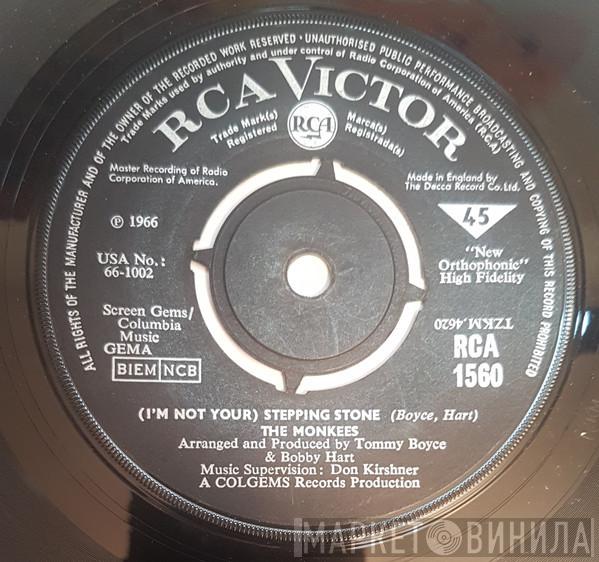 ALL RIGHTS OF THE MANUFACTURER AND OF THE OWNER OF THE RECORDED WORK RESERVED · UNAUTHORISED PUBLIC PERFORMANCE BROADCASTING AND COPYING OF THIS RECORD PROHIBITED
Trade Marks used by authority and under control of Radio Corporation of America (R.C.A)
RCA VICTOR
Trade Mark(s)
Registered
RCA
Marca(s)
Registrada(s)
Master Recording of Radio
Corporation of America.
Made in England by
The Decca Record Co. Ltd.
℗ 1966
45
USA No.:
66-1002
"New
Orthophonic"
High Fidelity
Screen Gems/
Columbia
Music
GEMA
BIEM NCB
TZKM.4620
RCA
1560
(I'M NOT YOUR) STEPPING STONE (Boyce, Hart)
THE MONKEES
Arranged and Produced by Tommy Boyce
& Bobby Hart
Music Supervision: Don Kirshner
A COLGEMS Records Production
МАРКЕТ ВИНИЛА